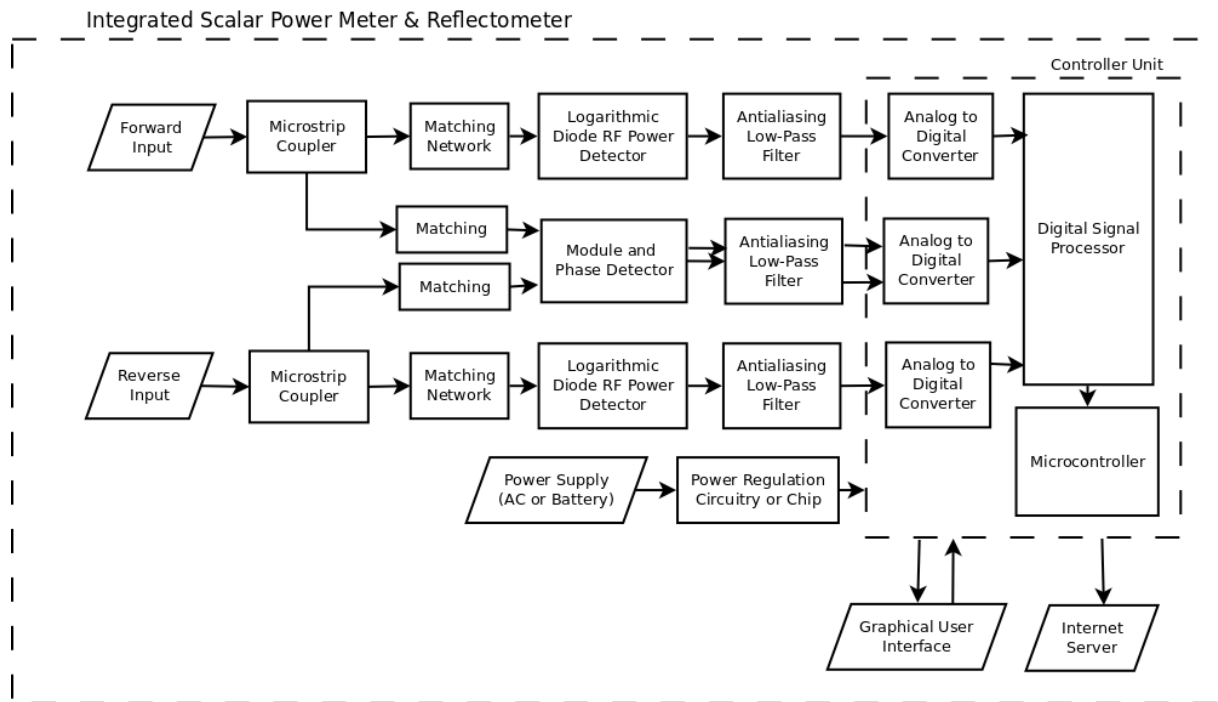 Integrated Scalar Power Meter & Reflectometer
Controller Unit
Forward
Input
Microstrip
Coupler
Matching
Network
Logarithmic
Diode RF Power
Detector
Antialiasing
Low-Pass
Filter
Analog to
Digital
Converter
Digital Signal
Processor
Matching
Module and
Phase Detector
Antialiasing
Low-Pass
Filter
Analog to
Digital
Converter
Matching
Reverse
Input
Microstrip
Coupler
Matching
Network
Logarithmic
Diode RF Power
Detector
Antialiasing
Low-Pass
Filter
Analog to
Digital
Converter
Microcontroller
Power Supply
(AC or Battery)
Power Regulation
Circuitry or Chip
Graphical User
Interface
Internet
Server